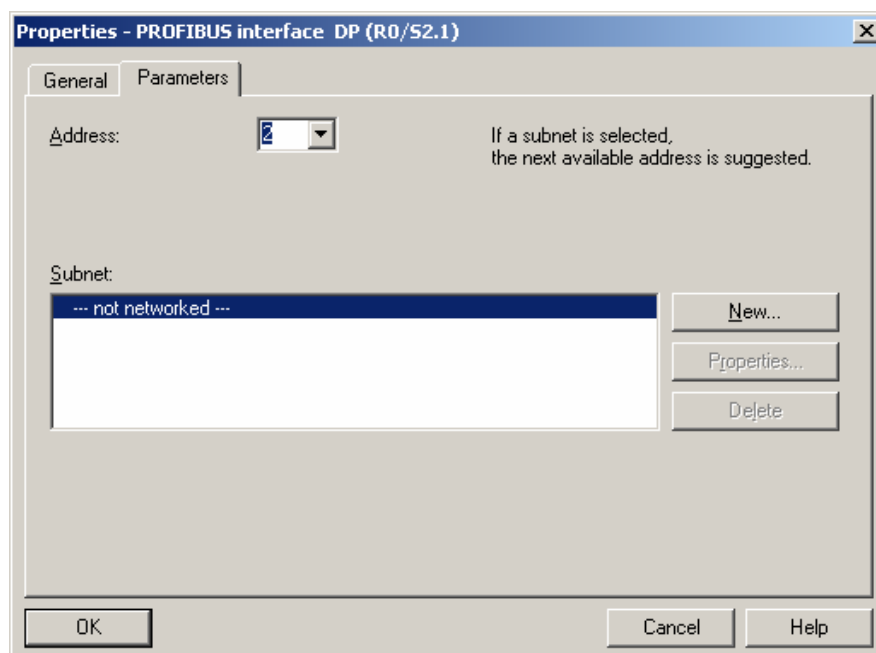 Properties - PROFIBUS interface DP (R0/S2.1)
General
Parameters
Address:
2
If a subnet is selected,
the next available address is suggested.
Subnet:
--- not networked ---
New...
Properties...
Delete
OK
Cancel
Help